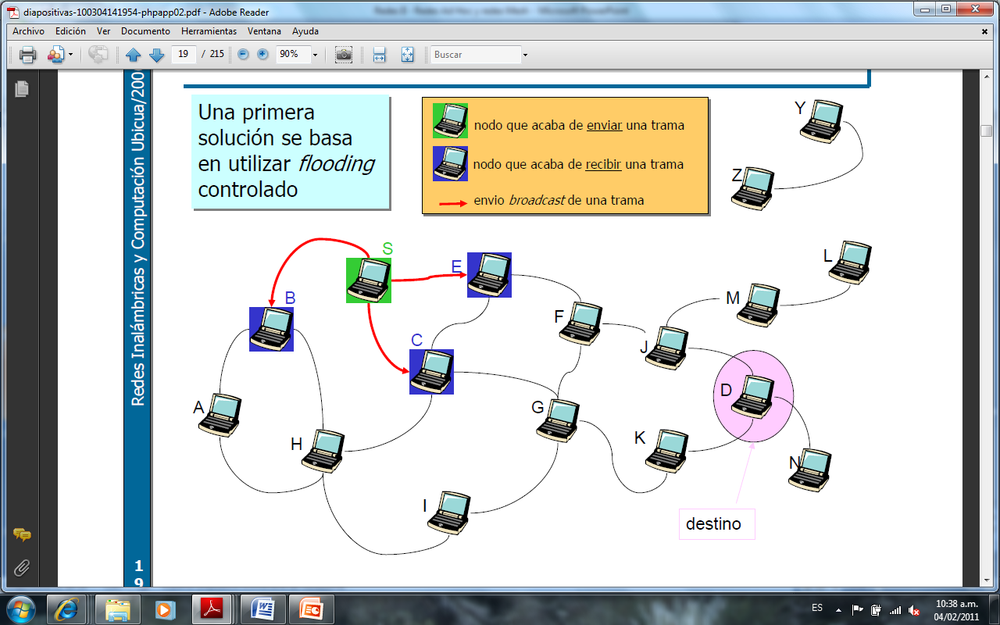 diapositivas-100304141954-phpapp02.pdf - Adobe Reader
Archivo Edición Ver Documento Herramientas Ventana Ayuda
19 / 215 90% Buscar
Redes Inalámbricas y Computación Ubicua/200
Una primera
solución se basa
en utilizar flooding
controlado
nodo que acaba de enviar una trama
nodo que acaba de recibir una trama
envio broadcast de una trama
Y
Z
S
E
L
B
M
F
C
J
D
A
G
H
K
N
I
destino
1
9
ES
10:38 a.m.
04/02/2011